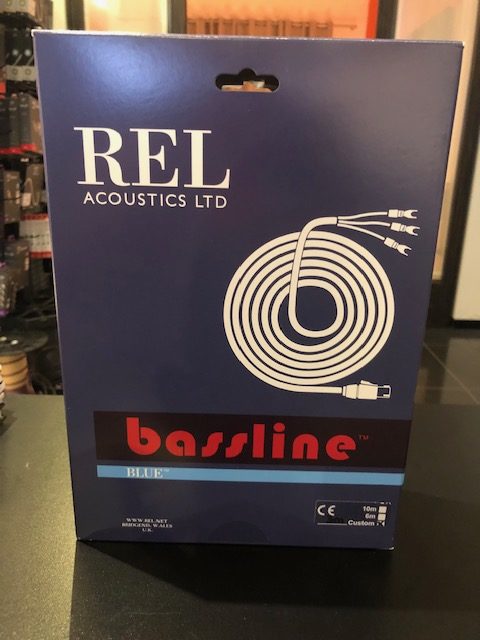 REL
ACOUSTICS LTD
bassline™
BLUE™
WWW.REL.NET
BRIDGEND, WALES
U.K.
CE
10m
6m
Custom